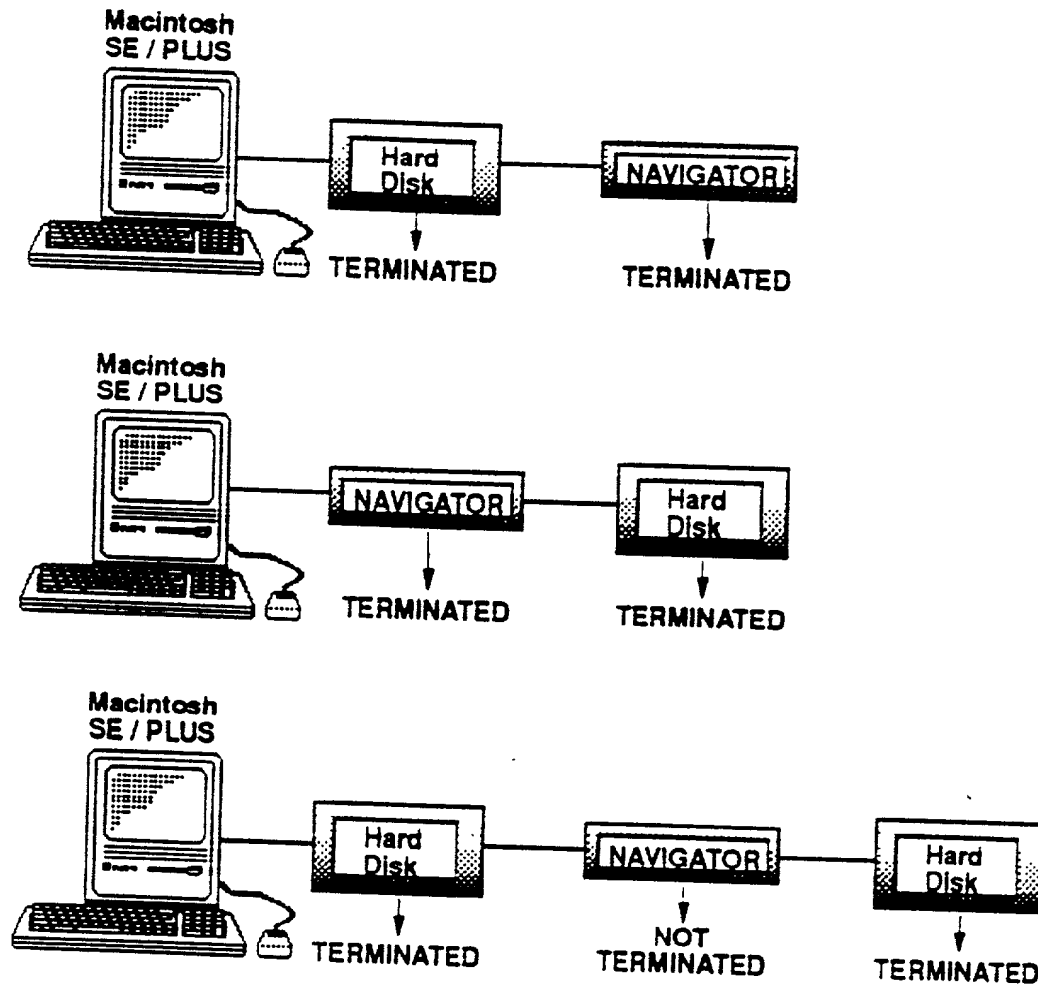 Macintosh
SE / PLUS
Hard
Disk
NAVIGATOR
TERMINATED
TERMINATED
Macintosh
SE / PLUS
NAVIGATOR
Hard
Disk
TERMINATED
TERMINATED
Macintosh
SE / PLUS
Hard
Disk
NAVIGATOR
Hard
Disk
TERMINATED
NOT
TERMINATED
TERMINATED